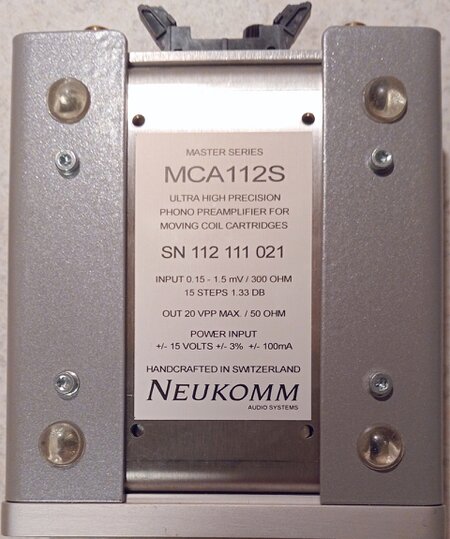 MASTER SERIES
MCA112S
ULTRA HIGH PRECISION
PHONO PREAMPLIFIER FOR
MOVING COIL CARTRIDGES
SN 112 111 021
INPUT 0.15 - 1.5 mV / 300 OHM
15 STEPS 1.33 DB
OUT 20 VPP MAX. / 50 OHM
POWER INPUT
+/- 15 VOLTS +/- 3% +/- 100mA
HANDCRAFTED IN SWITZERLAND
NEUKOMM
AUDIO SYSTEMS